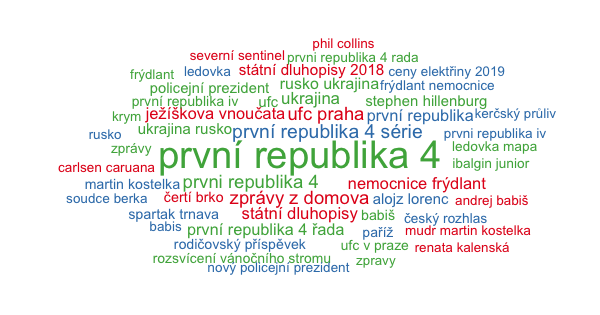 phil collins
severní sentinel prvni republika 4 rada
frýdlant ledovka státní dluhopisy 2018 ceny elektřiny 2019
policejní prezident rusko ukrajina frýdlant nemocnice
první republika iv ufc ukrajina stephen hillenburg
krym ježíškova vnoučata ufc praha první republika kerčský průliv
rusko ukrajina rusko první republika 4 série prvni republika iv
zprávy první republika 4 ledovka mapa
carlsen caruana ibalgin junior
martin kostelka prvni republika 4 nemocnice frýdlant
soudce berka čertí brko zprávy z domova alojz lorenc andrej babiš
spartak trnava státní dluhopisy babiš český rozhlas
babis první republika 4 řada paříž mudr martin kostelka
rodičovský příspěvek ufc v praze renata kalenská
rozsvícení vánočního stromu zpravy
nový policejní prezident